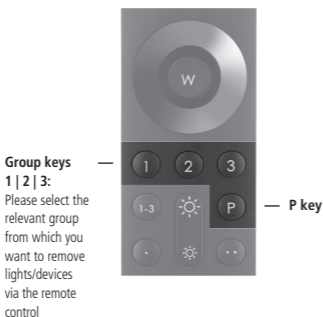 W
Group keys
1 | 2 | 3:
Please select the
relevant group
from which you
want to remove
lights/devices
via the remote
control
1 2 3
1-3 P
P key